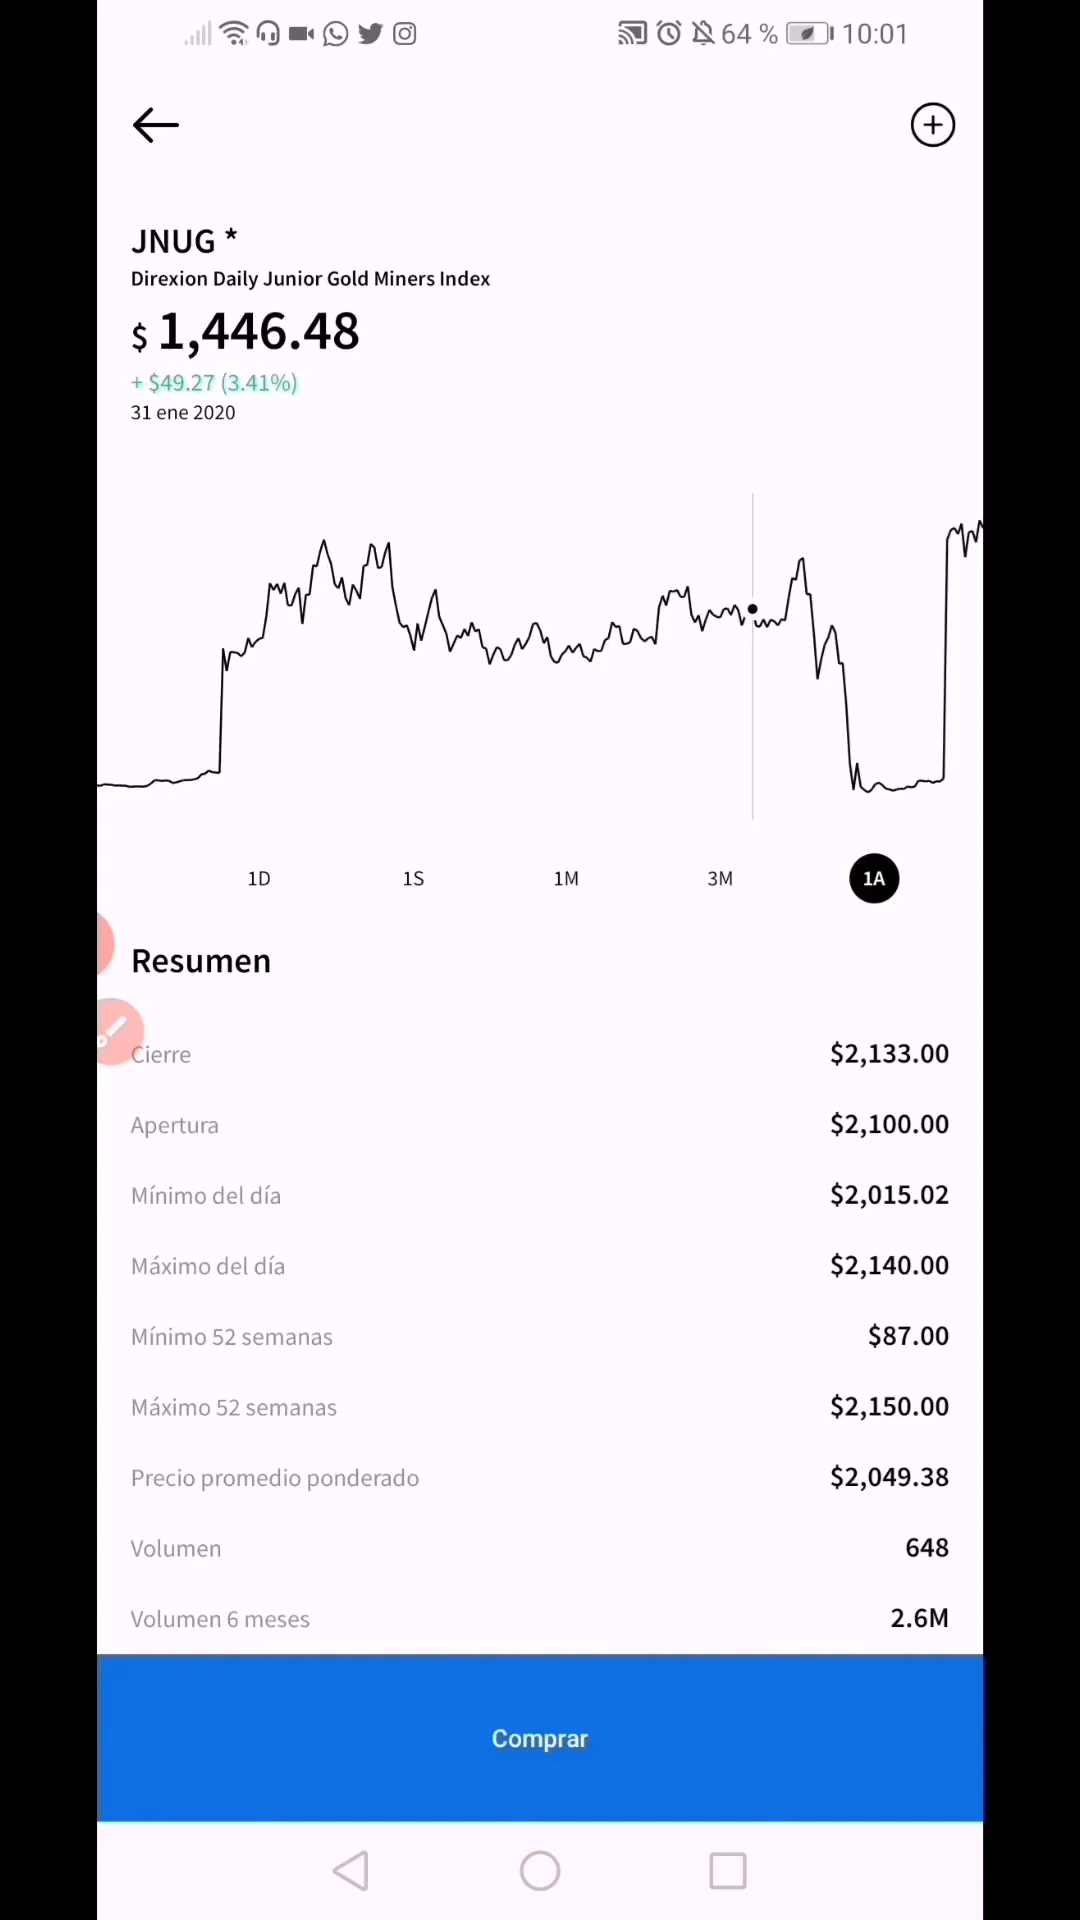 64 % 10:01
JNUG *
Direxion Daily Junior Gold Miners Index
$ 1,446.48
+ $49.27 (3.41%)
31 ene 2020
1D 1S 1M 3M 1A
Resumen
Cierre $2,133.00
Apertura $2,100.00
Mínimo del día $2,015.02
Máximo del día $2,140.00
Mínimo 52 semanas $87.00
Máximo 52 semanas $2,150.00
Precio promedio ponderado $2,049.38
Volumen 648
Volumen 6 meses 2.6M
Comprar